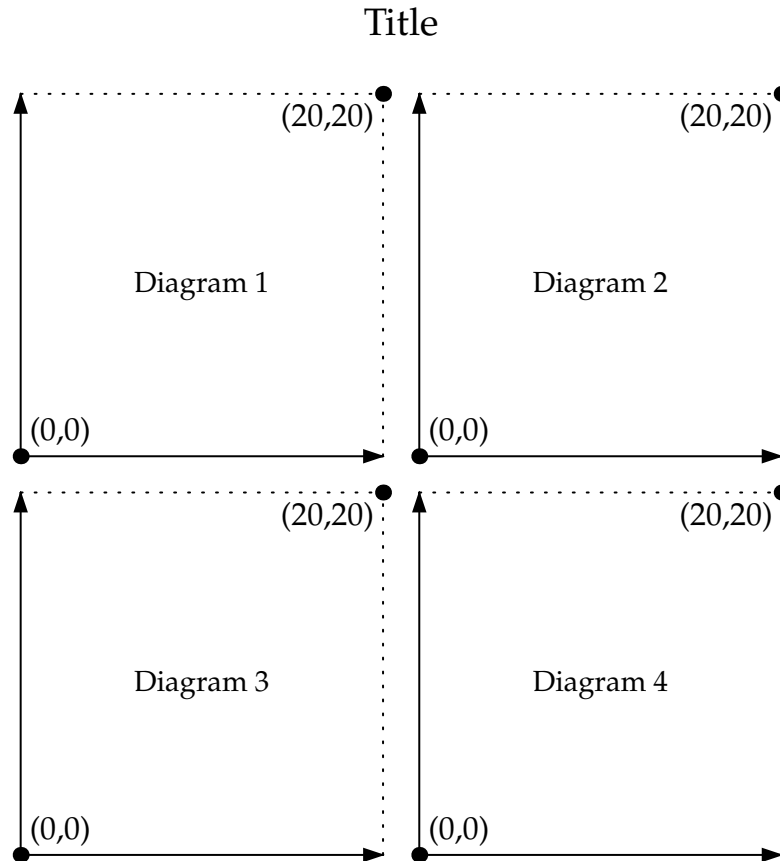 Title
(20,20)
(20,20)
Diagram 1
Diagram 2
(0,0)
(0,0)
(20,20)
(20,20)
Diagram 3
Diagram 4
(0,0)
(0,0)